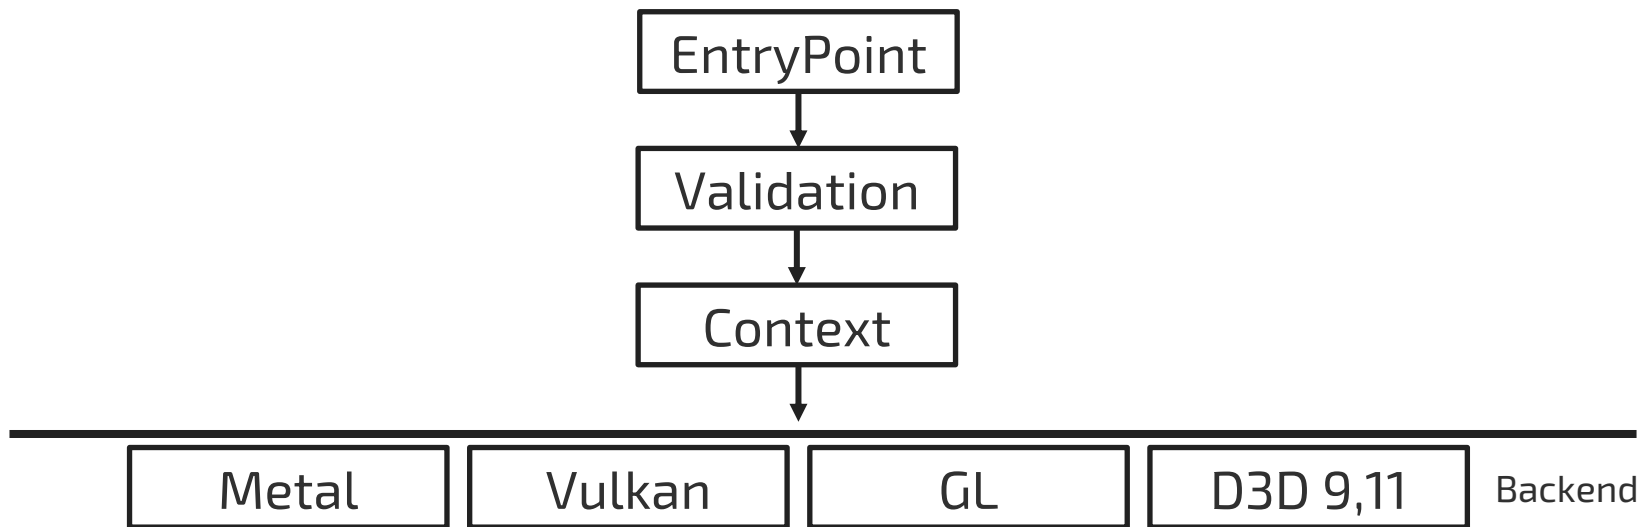 EntryPoint
Validation
Context
Metal
Vulkan
GL
D3D 9,11
Backend